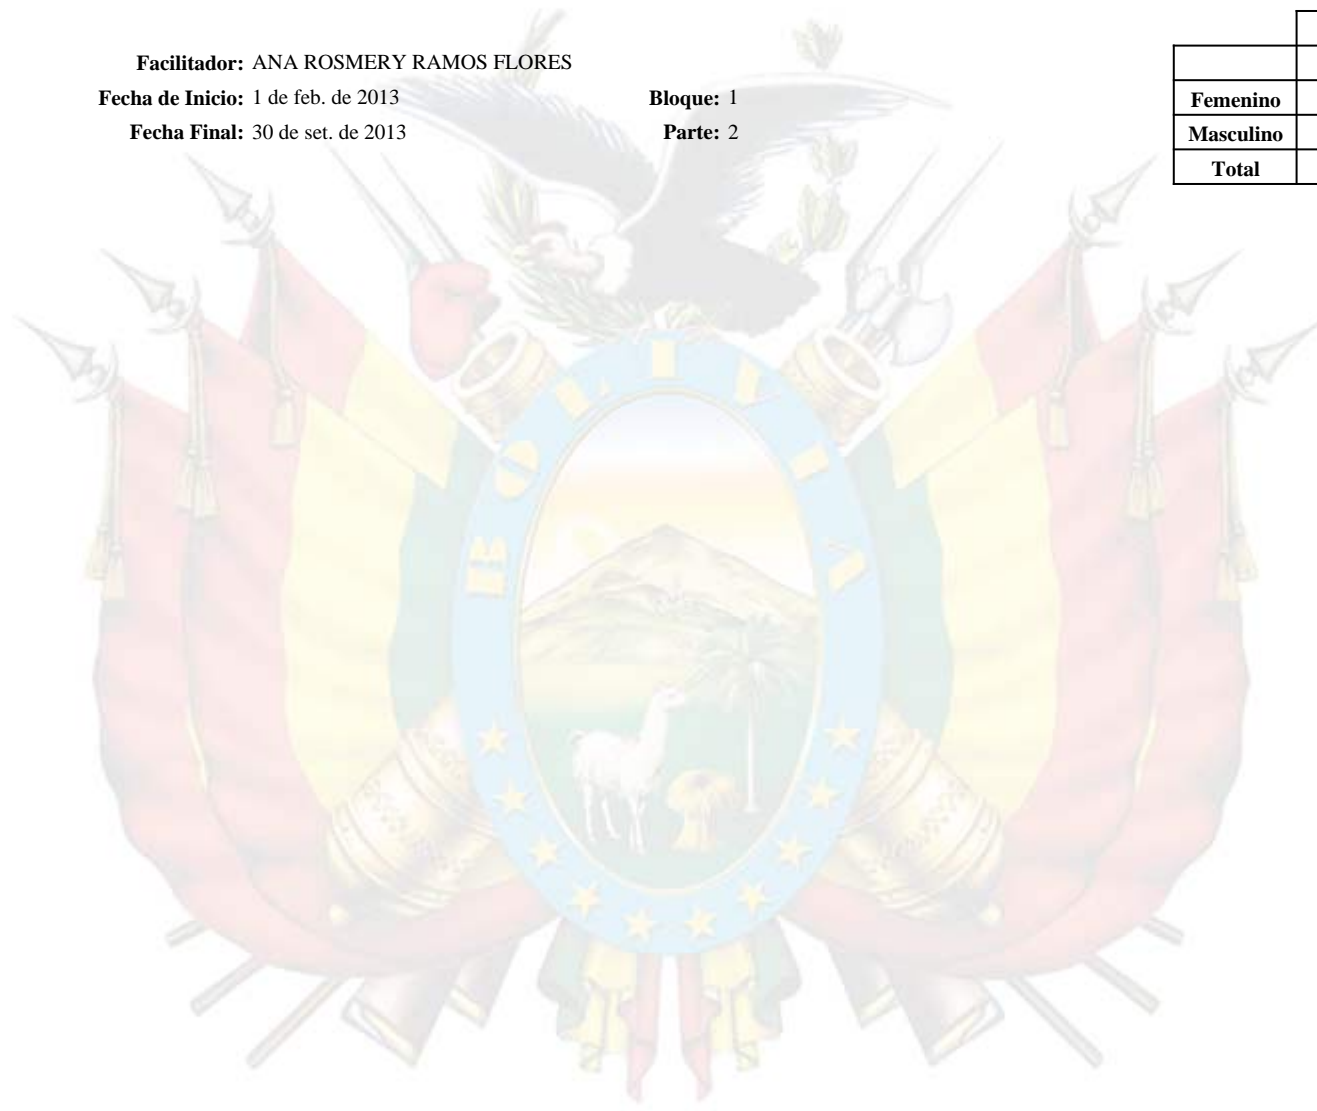 Facilitador: ANA ROSMERY RAMOS FLORES
Fecha de Inicio: 1 de feb. de 2013 Bloque: 1
Fecha Final: 30 de set. de 2013 Parte: 2
Femenino
Masculino
Total
BOLIVIA